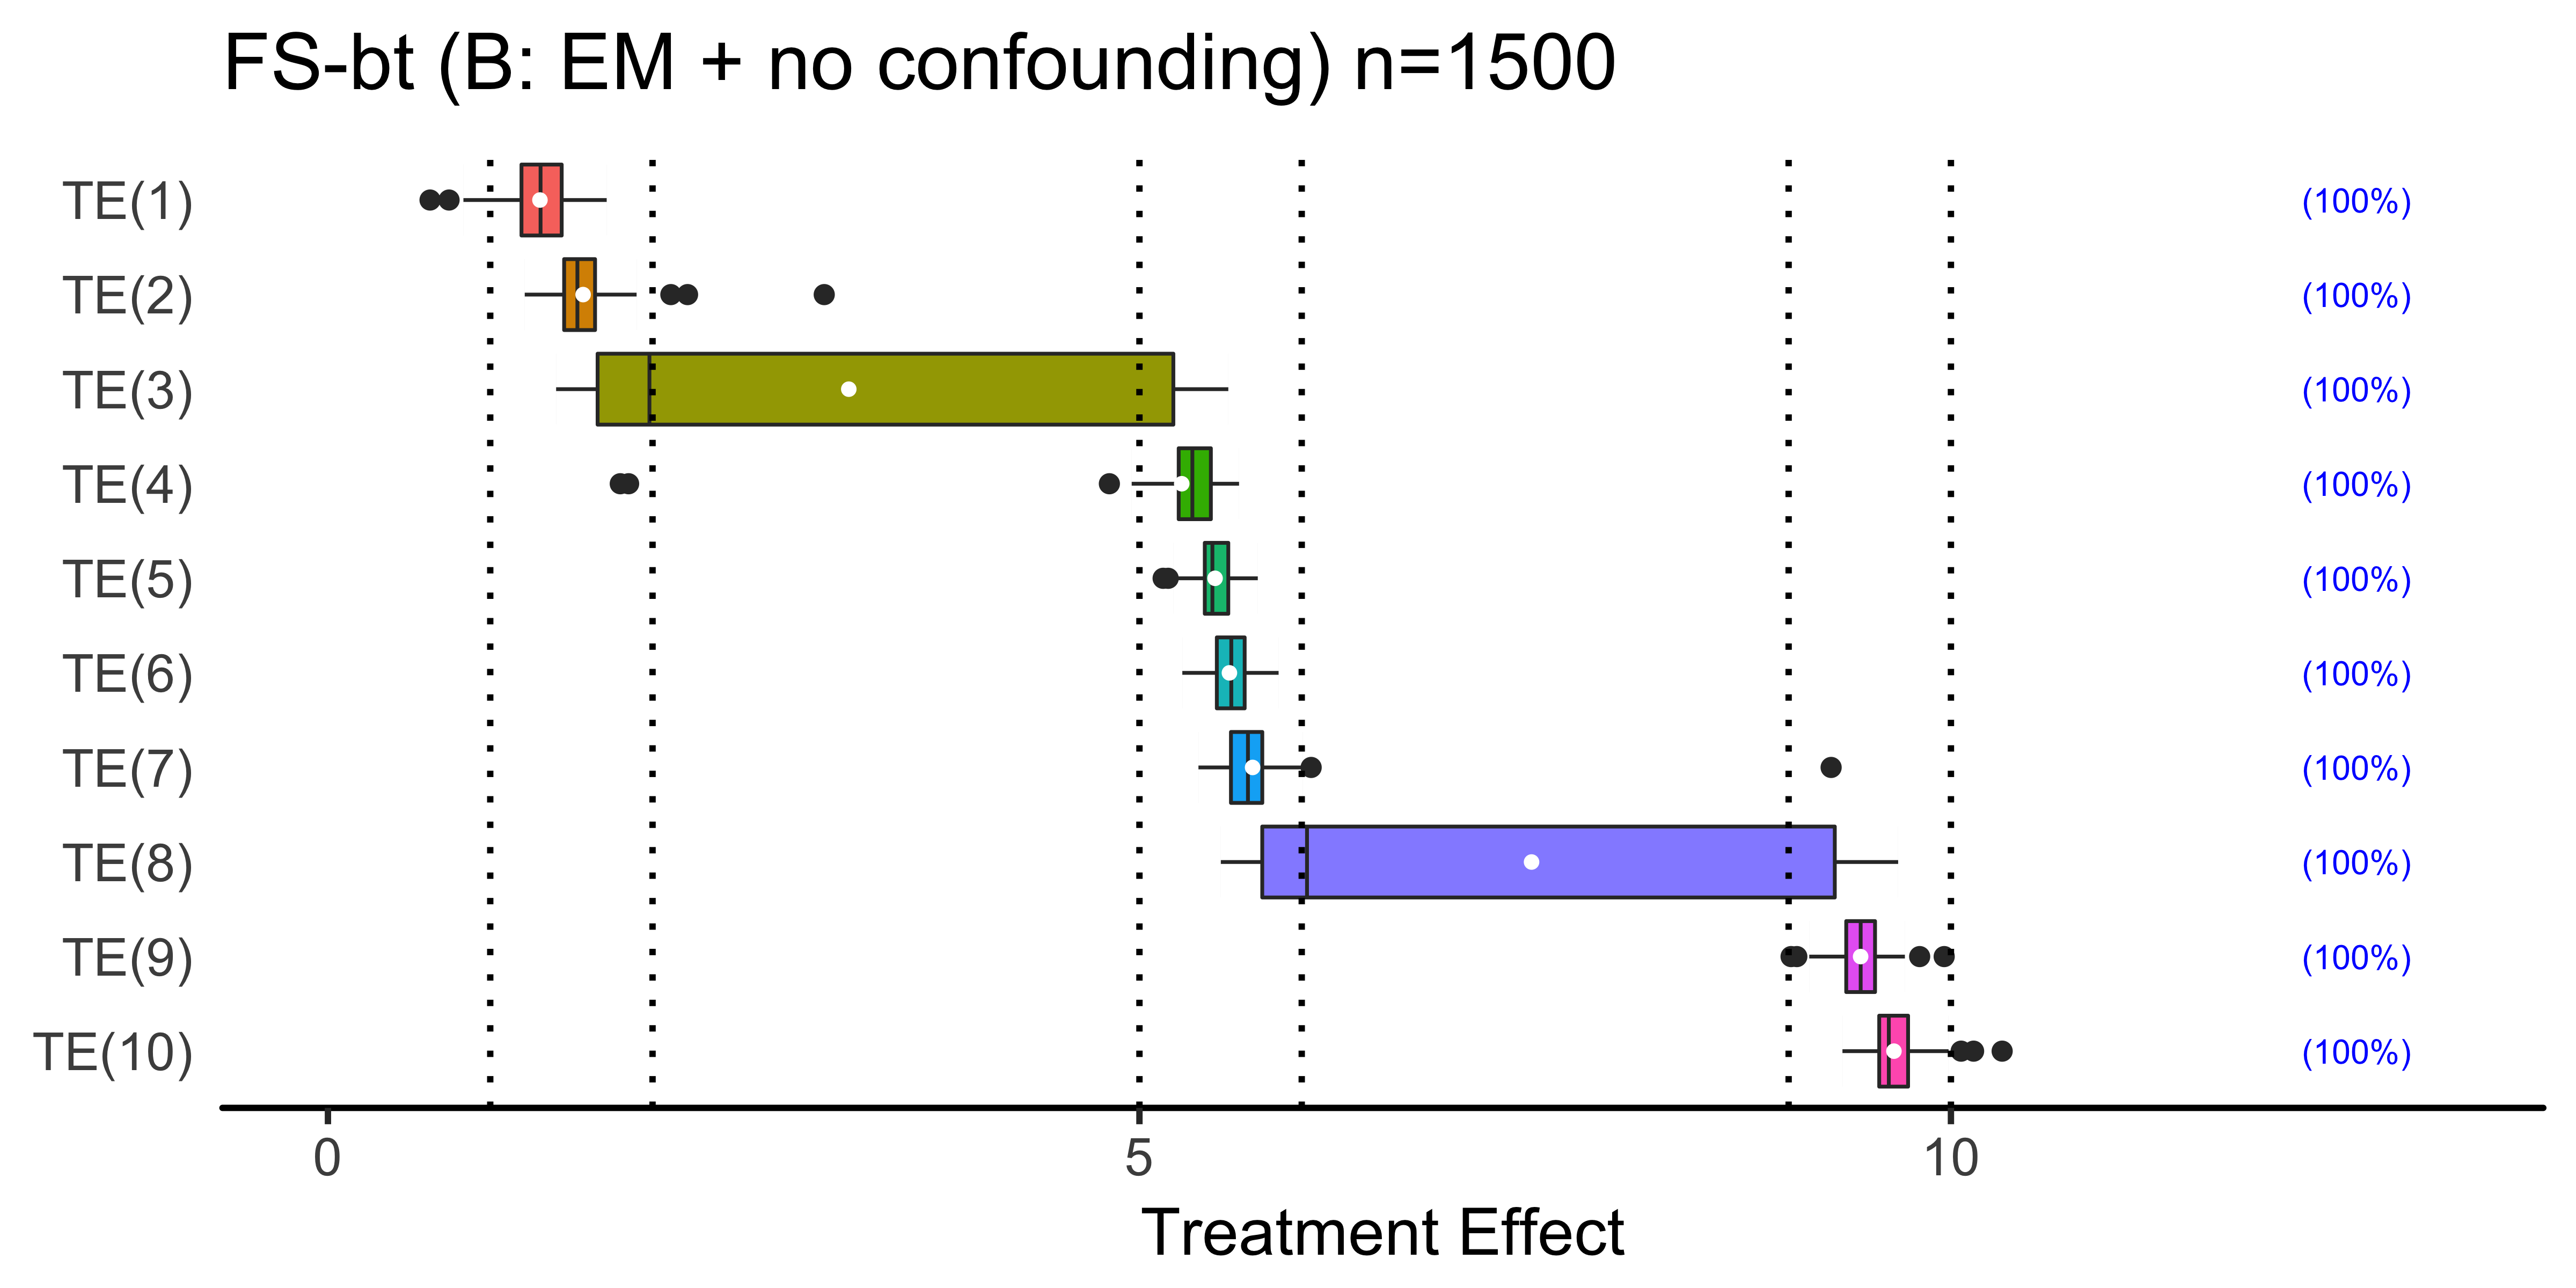 FS-bt (B: EM + no confounding) n=1500
TE(1) (100%)
TE(2) (100%)
TE(3) (100%)
TE(4) (100%)
TE(5) (100%)
TE(6) (100%)
TE(7) (100%)
TE(8) (100%)
TE(9) (100%)
TE(10) (100%)
0 5 10
Treatment Effect